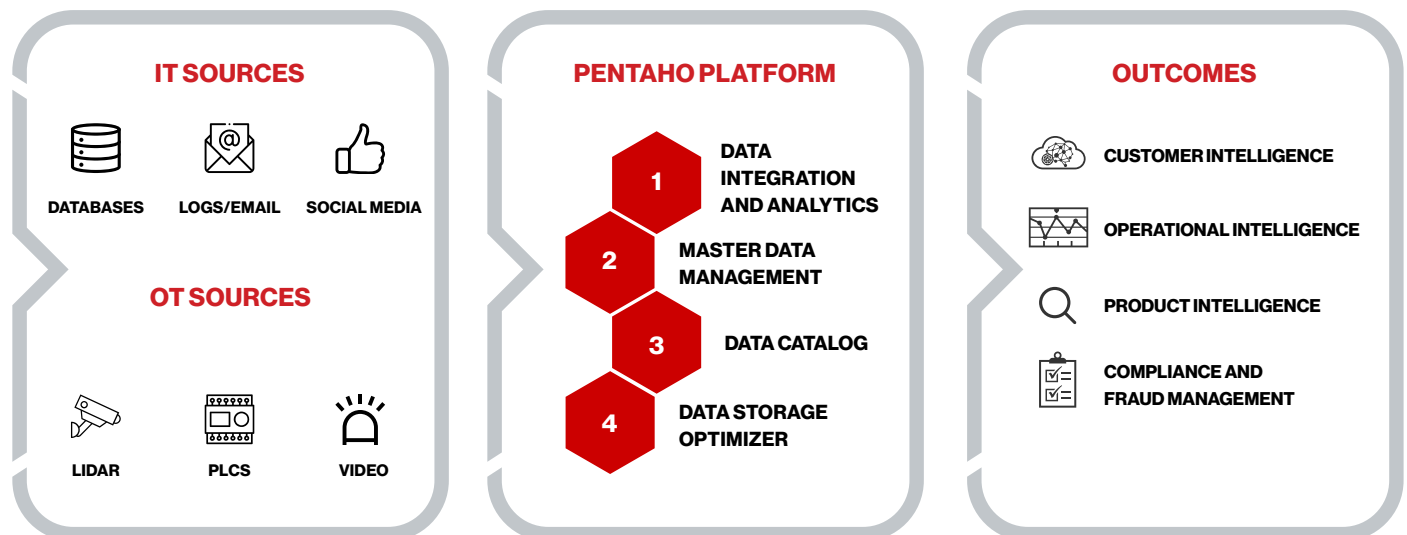 IT SOURCES
@
DATABASES
LOGS/EMAIL
SOCIAL MEDIA
OT SOURCES
LIDAR
PLCS
VIDEO
PENTAHO PLATFORM
1
DATA
INTEGRATION
AND ANALYTICS
2
MASTER DATA
MANAGEMENT
3
DATA CATALOG
4
DATA STORAGE
OPTIMIZER
OUTCOMES
CUSTOMER INTELLIGENCE
OPERATIONAL INTELLIGENCE
PRODUCT INTELLIGENCE
COMPLIANCE AND
FRAUD MANAGEMENT